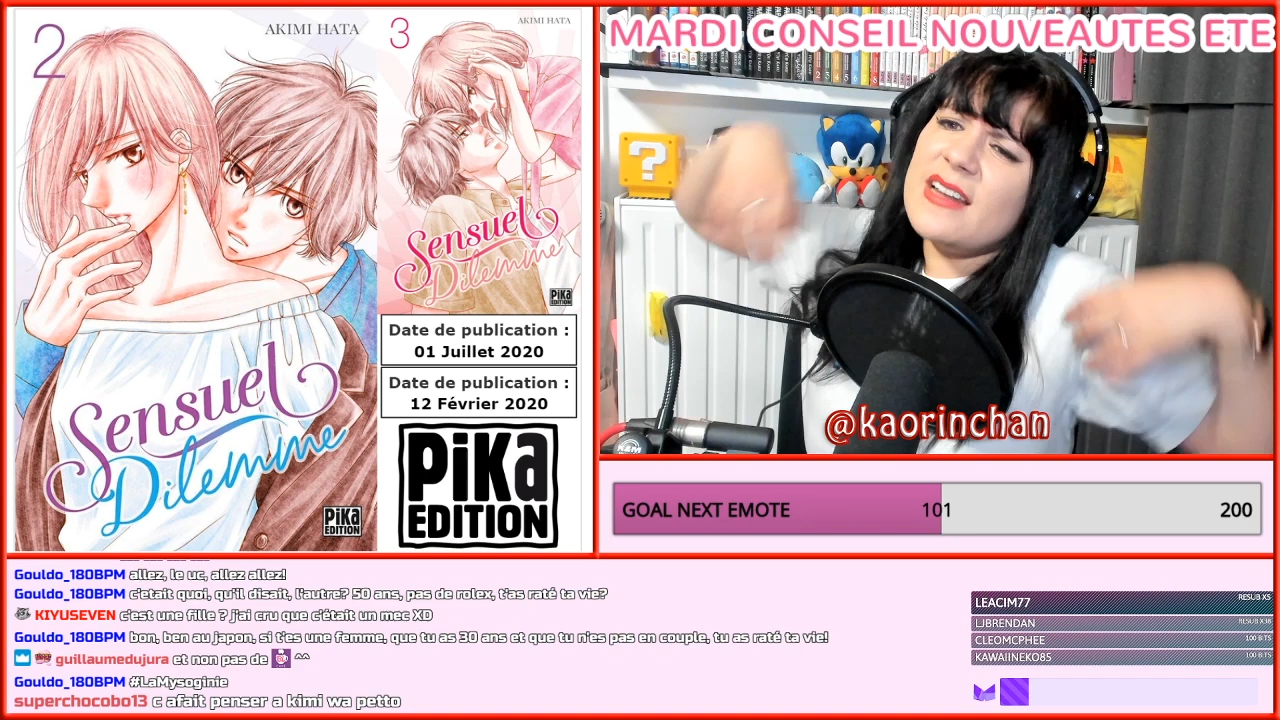 2
AKIMI HATA
Sensuel
Dilemme
PiKa
EDITION
3
AKIMI HATA
Sensuel
Dilemme
PiKa
EDITION
Date de publication :
01 Juillet 2020
Date de publication :
12 Février 2020
PiKa
EDITION
MARDI CONSEIL NOUVEAUTES ETE
?
@kaorinchan
GOAL NEXT EMOTE 101 200
Gouldo_180BPM allez, le uc, allez allez!
Gouldo_180BPM c'etait quoi, qu'il disait, l'autre? 50 ans, pas de rolex, t'as raté ta vie?
KIYUSEVEN c'est une fille ? j'ai cru que c'était un mec XD
Gouldo_180BPM bon, ben au japon, si t'es une femme, que tu as 30 ans et que tu n'es pas en couple, tu as raté ta vie!
guillaumedujura et non pas de ^^
Gouldo_180BPM #LaMysoginie
superchocobo13 c afait penser a kimi wa petto
LEACIM77 RESUB X5
LJBRENDAN RESUB X38
CLEOMCPHEE 100 BITS
KAWAIINEKO85 100 BITS